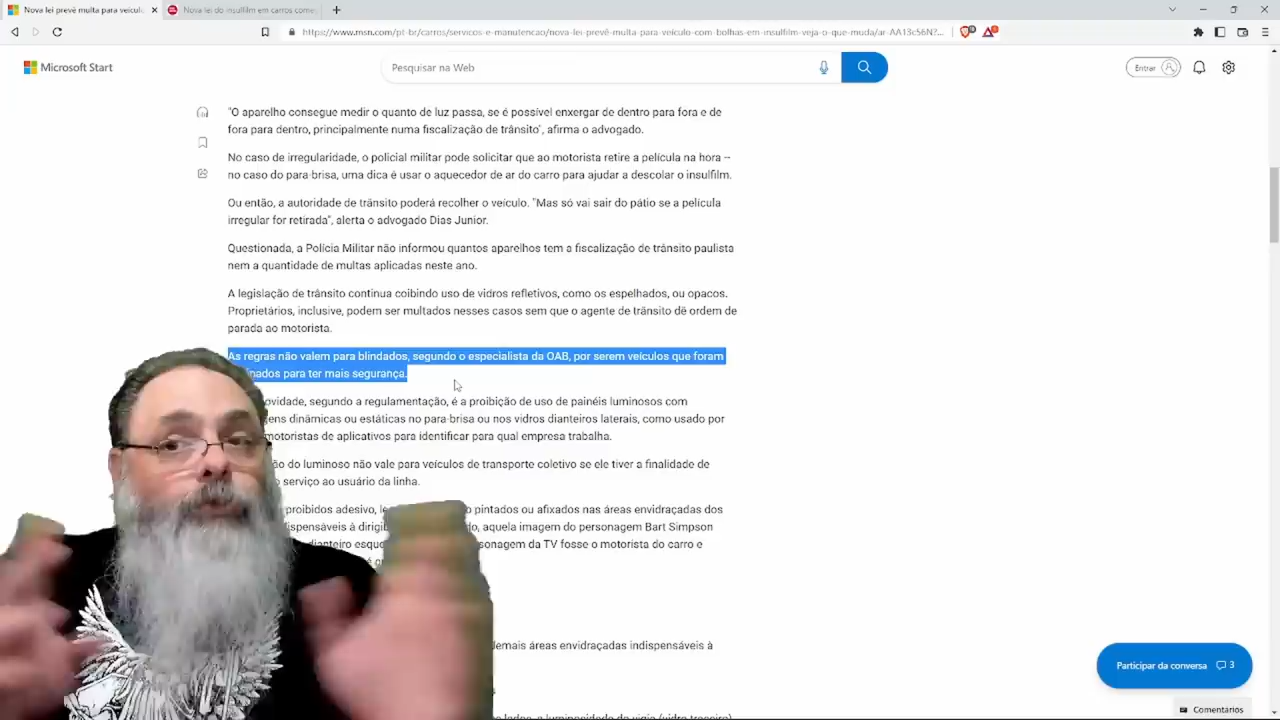 Nova lei prevê multa para veícul
Nova lei do insulfilm em carros come
https://www.msn.com/pt-br/carros/servicos-e-manutencao/nova-lei-prevê-multa-para-veículo-com-bolhas-em-insulfilm-veja-o-que-muda/ar-AA13c56N?...
Microsoft Start
Pesquisar na Web
Entrar
"O aparelho consegue medir o quanto de luz passa, se é possível enxergar de dentro para fora e de
fora para dentro, principalmente numa fiscalização de trânsito", afirma o advogado.
No caso de irregularidade, o policial militar pode solicitar que ao motorista retire a película na hora --
no caso do para-brisa, uma dica é usar o aquecedor de ar do carro para ajudar a descolar o insulfilm.
Ou então, a autoridade de trânsito poderá recolher o veículo. "Mas só vai sair do pátio se a película
irregular for retirada", alerta o advogado Dias Junior.
Questionada, a Polícia Militar não informou quantos aparelhos tem a fiscalização de trânsito paulista
nem a quantidade de multas aplicadas neste ano.
A legislação de trânsito continua coibindo uso de vidros refletivos, como os espelhados, ou opacos.
Proprietários, inclusive, podem ser multados nesses casos sem que o agente de trânsito dê ordem de
parada ao motorista.
As regras não valem para blindados, segundo o especialista da OAB, por serem veículos que foram
inados para ter mais segurança.
ovidade, segundo a regulamentação, é a proibição de uso de painéis luminosos com
gens dinâmicas ou estáticas no para-brisa ou nos vidros dianteiros laterais, como usado por
motoristas de aplicativos para identificar para qual empresa trabalha.
ão do luminoso não vale para veículos de transporte coletivo se ele tiver a finalidade de
serviço ao usuário da linha.
proibidos adesivo, le pintados ou afixados nas áreas envidraçadas dos
dispensáveis à dirigib do, aquela imagem do personagem Bart Simpson
dianteiro esque sonagem da TV fosse o motorista do carro e
demais áreas envidraçadas indispensáveis à
Participar da conversa 3
Comentários